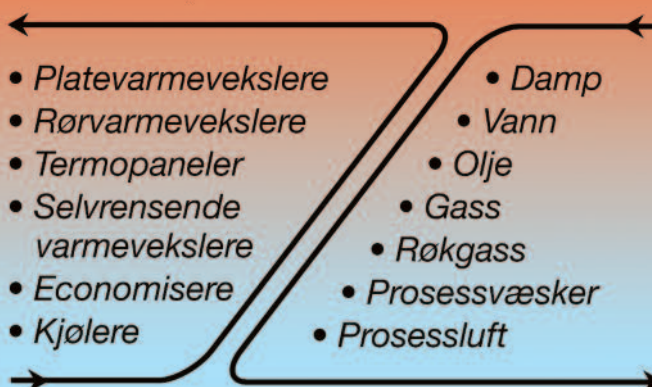 • Platevarmevekslere
• Rørvarmevekslere
• Termopaneler
• Selvrensende
varmevekslere
• Economisere
• Kjølere
• Damp
• Vann
• Olje
• Gass
• Røkgass
• Prosessvæsker
• Prosessluft